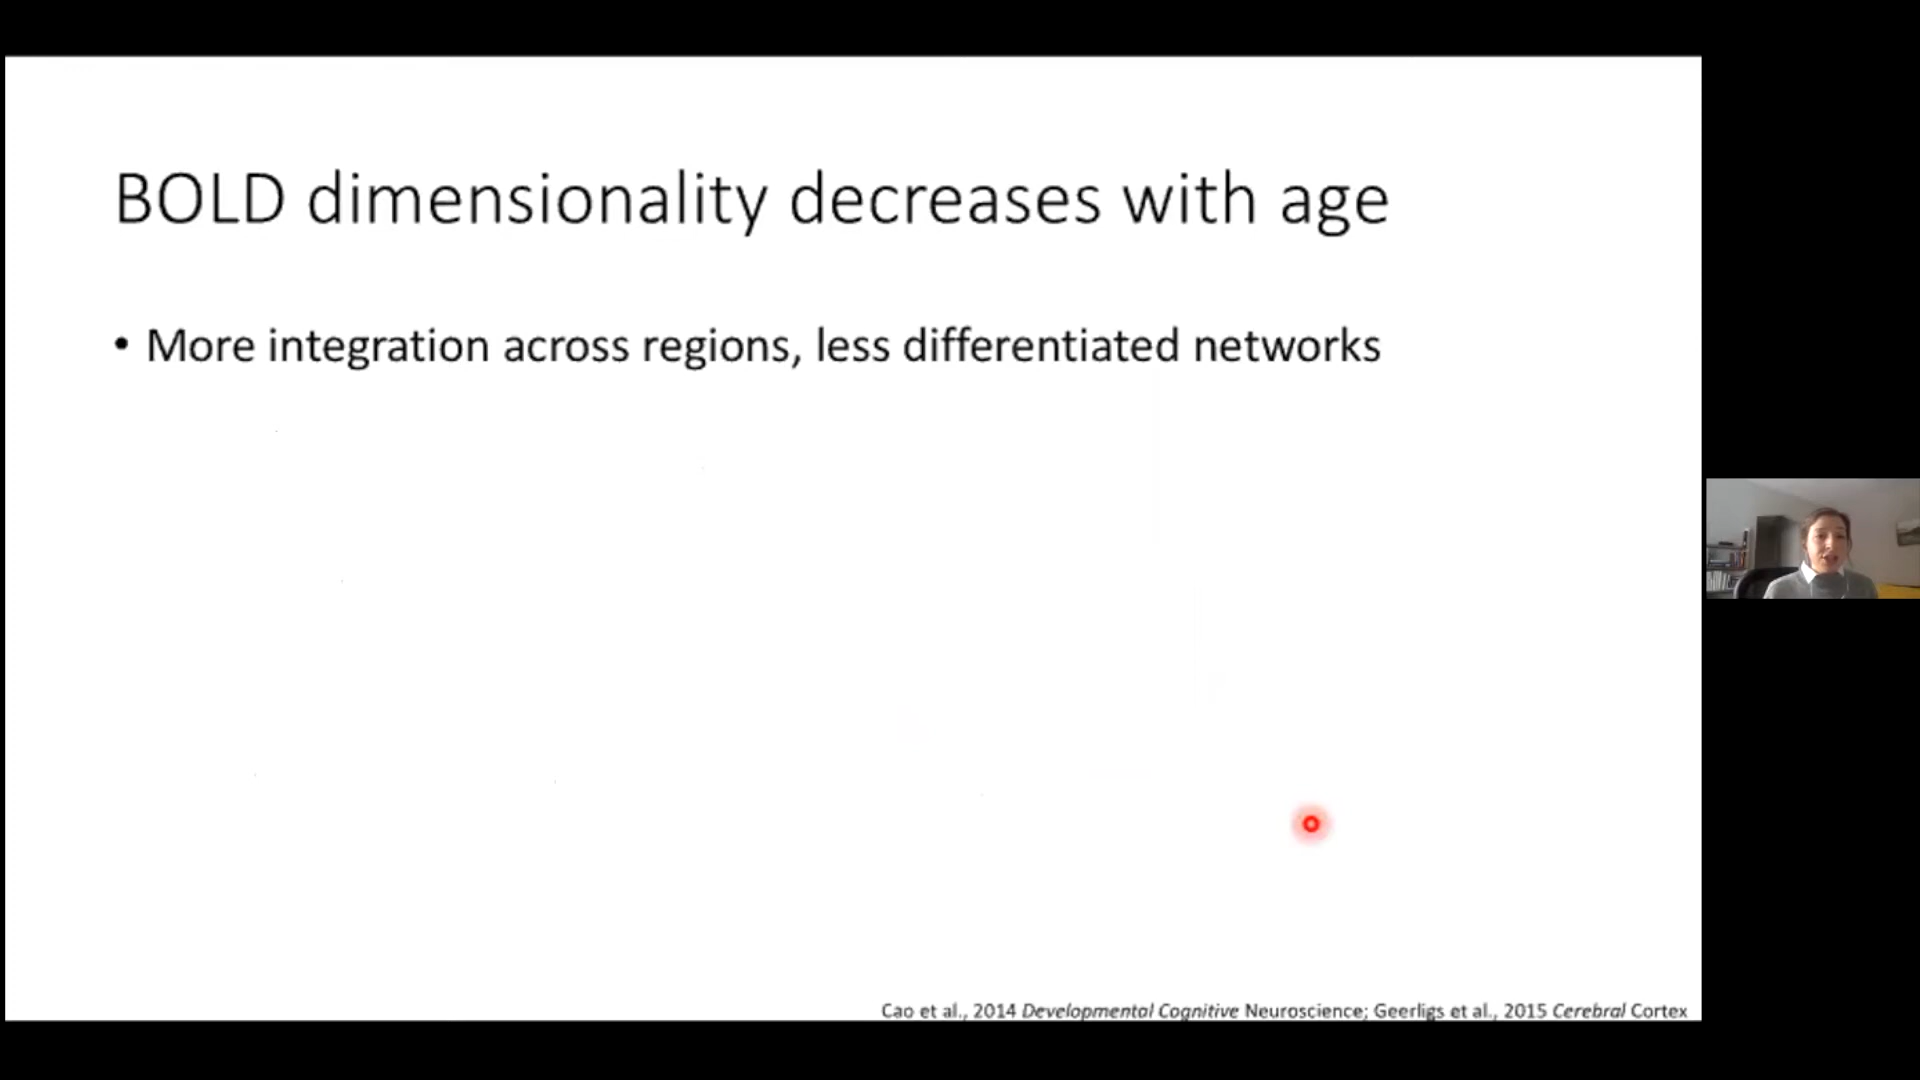 BOLD dimensionality decreases with age
• More integration across regions, less differentiated networks
Cao et al., 2014 Developmental Cognitive Neuroscience; Geerligs et al., 2015 Cerebral Cortex